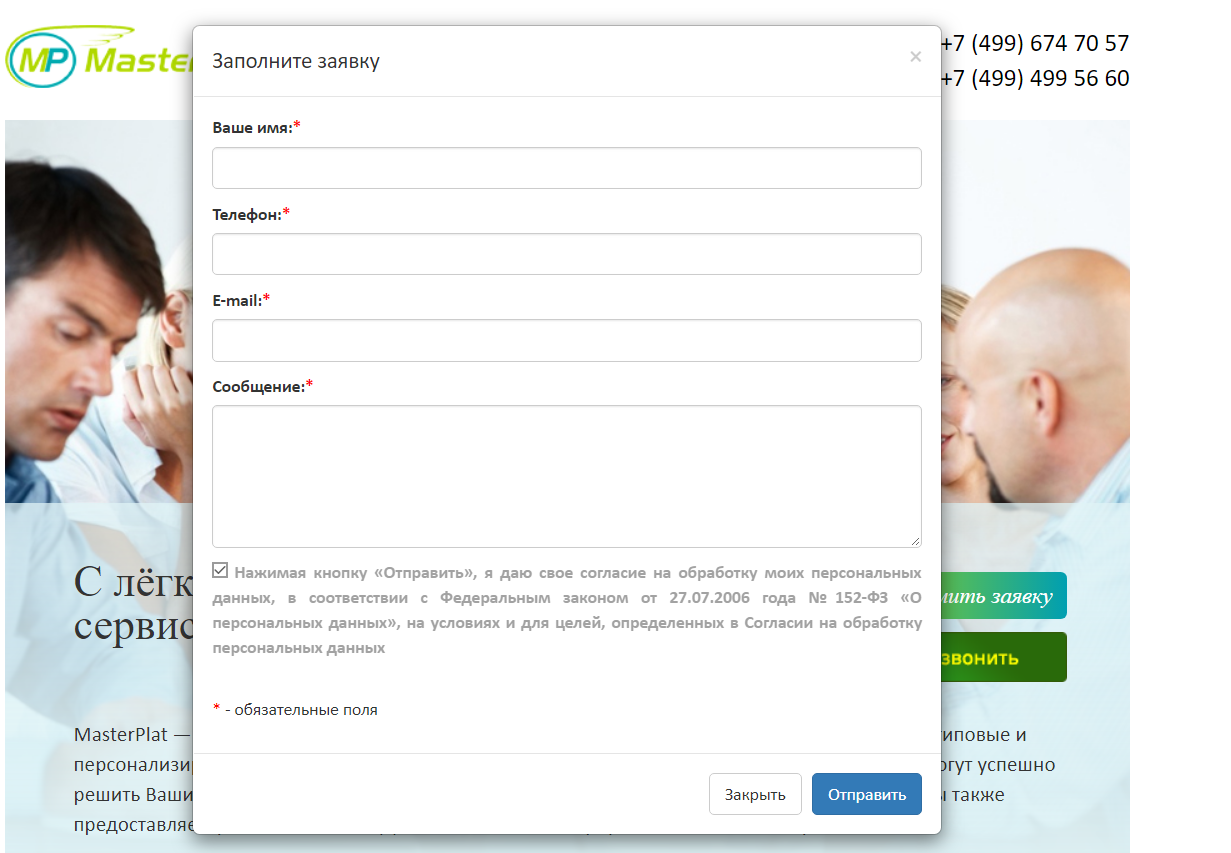 MP Master
+7 (499) 674 70 57
+7 (499) 499 56 60
Заполните заявку
×
Ваше имя:*
Телефон:*
E-mail:*
Сообщение:*
Нажимая кнопку «Отправить», я даю свое согласие на обработку моих персональных
данных, в соответствии с Федеральным законом от 27.07.2006 года № 152-ФЗ «О
персональных данных», на условиях и для целей, определенных в Согласии на обработку
персональных данных
* - обязательные поля
Закрыть
Отправить
С лёгк
сервис
мить заявку
звонить
MasterPlat —
иповые и
персонализи
огут успешно
решить Ваши
также
предоставляе